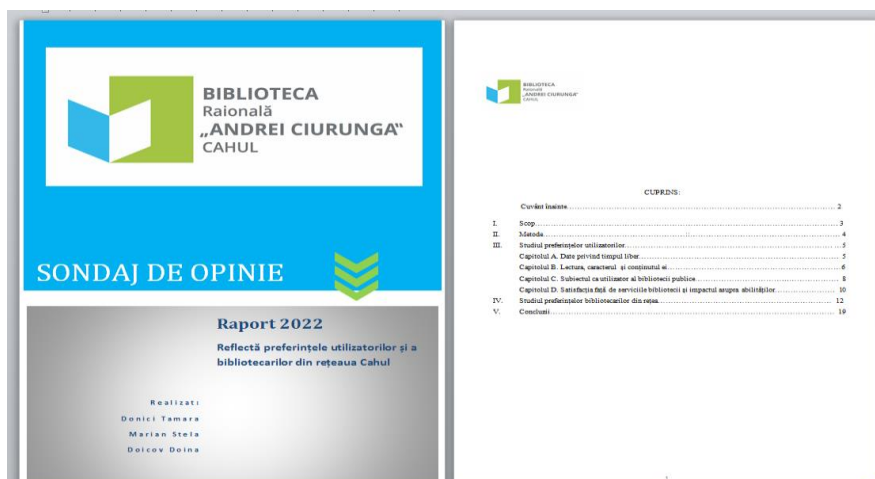 BIBLIOTECA
Raională
„ANDREI CIURUNGA“
CAHUL
SONDAJ DE OPINIE
Raport 2022
Reflectă preferințele utilizatorilor și a
bibliotecarilor din rețeaua Cahul
Realizat:
Donici Tamara
Marian Stela
Doicov Doina
BIBLIOTECA
Raională
„ANDREI CIURUNGA“
CAHUL
CUPRINS:
Cuvânt înainte 2
I. Scop 3
II. Metoda 4
III. Studiul preferințelor utilizatorilor 5
Capitolul A. Date privind timpul liber 5
Capitolul B. Lectura, caracterul și conținutul ei 6
Capitolul C. Subiectul ca utilizator al bibliotecii publice 8
Capitolul D. Satisfacția față de serviciile bibliotecii și impactul asupra abilităților 10
IV. Studiul preferințelor bibliotecarilor din rețea 12
V. Concluzii 19